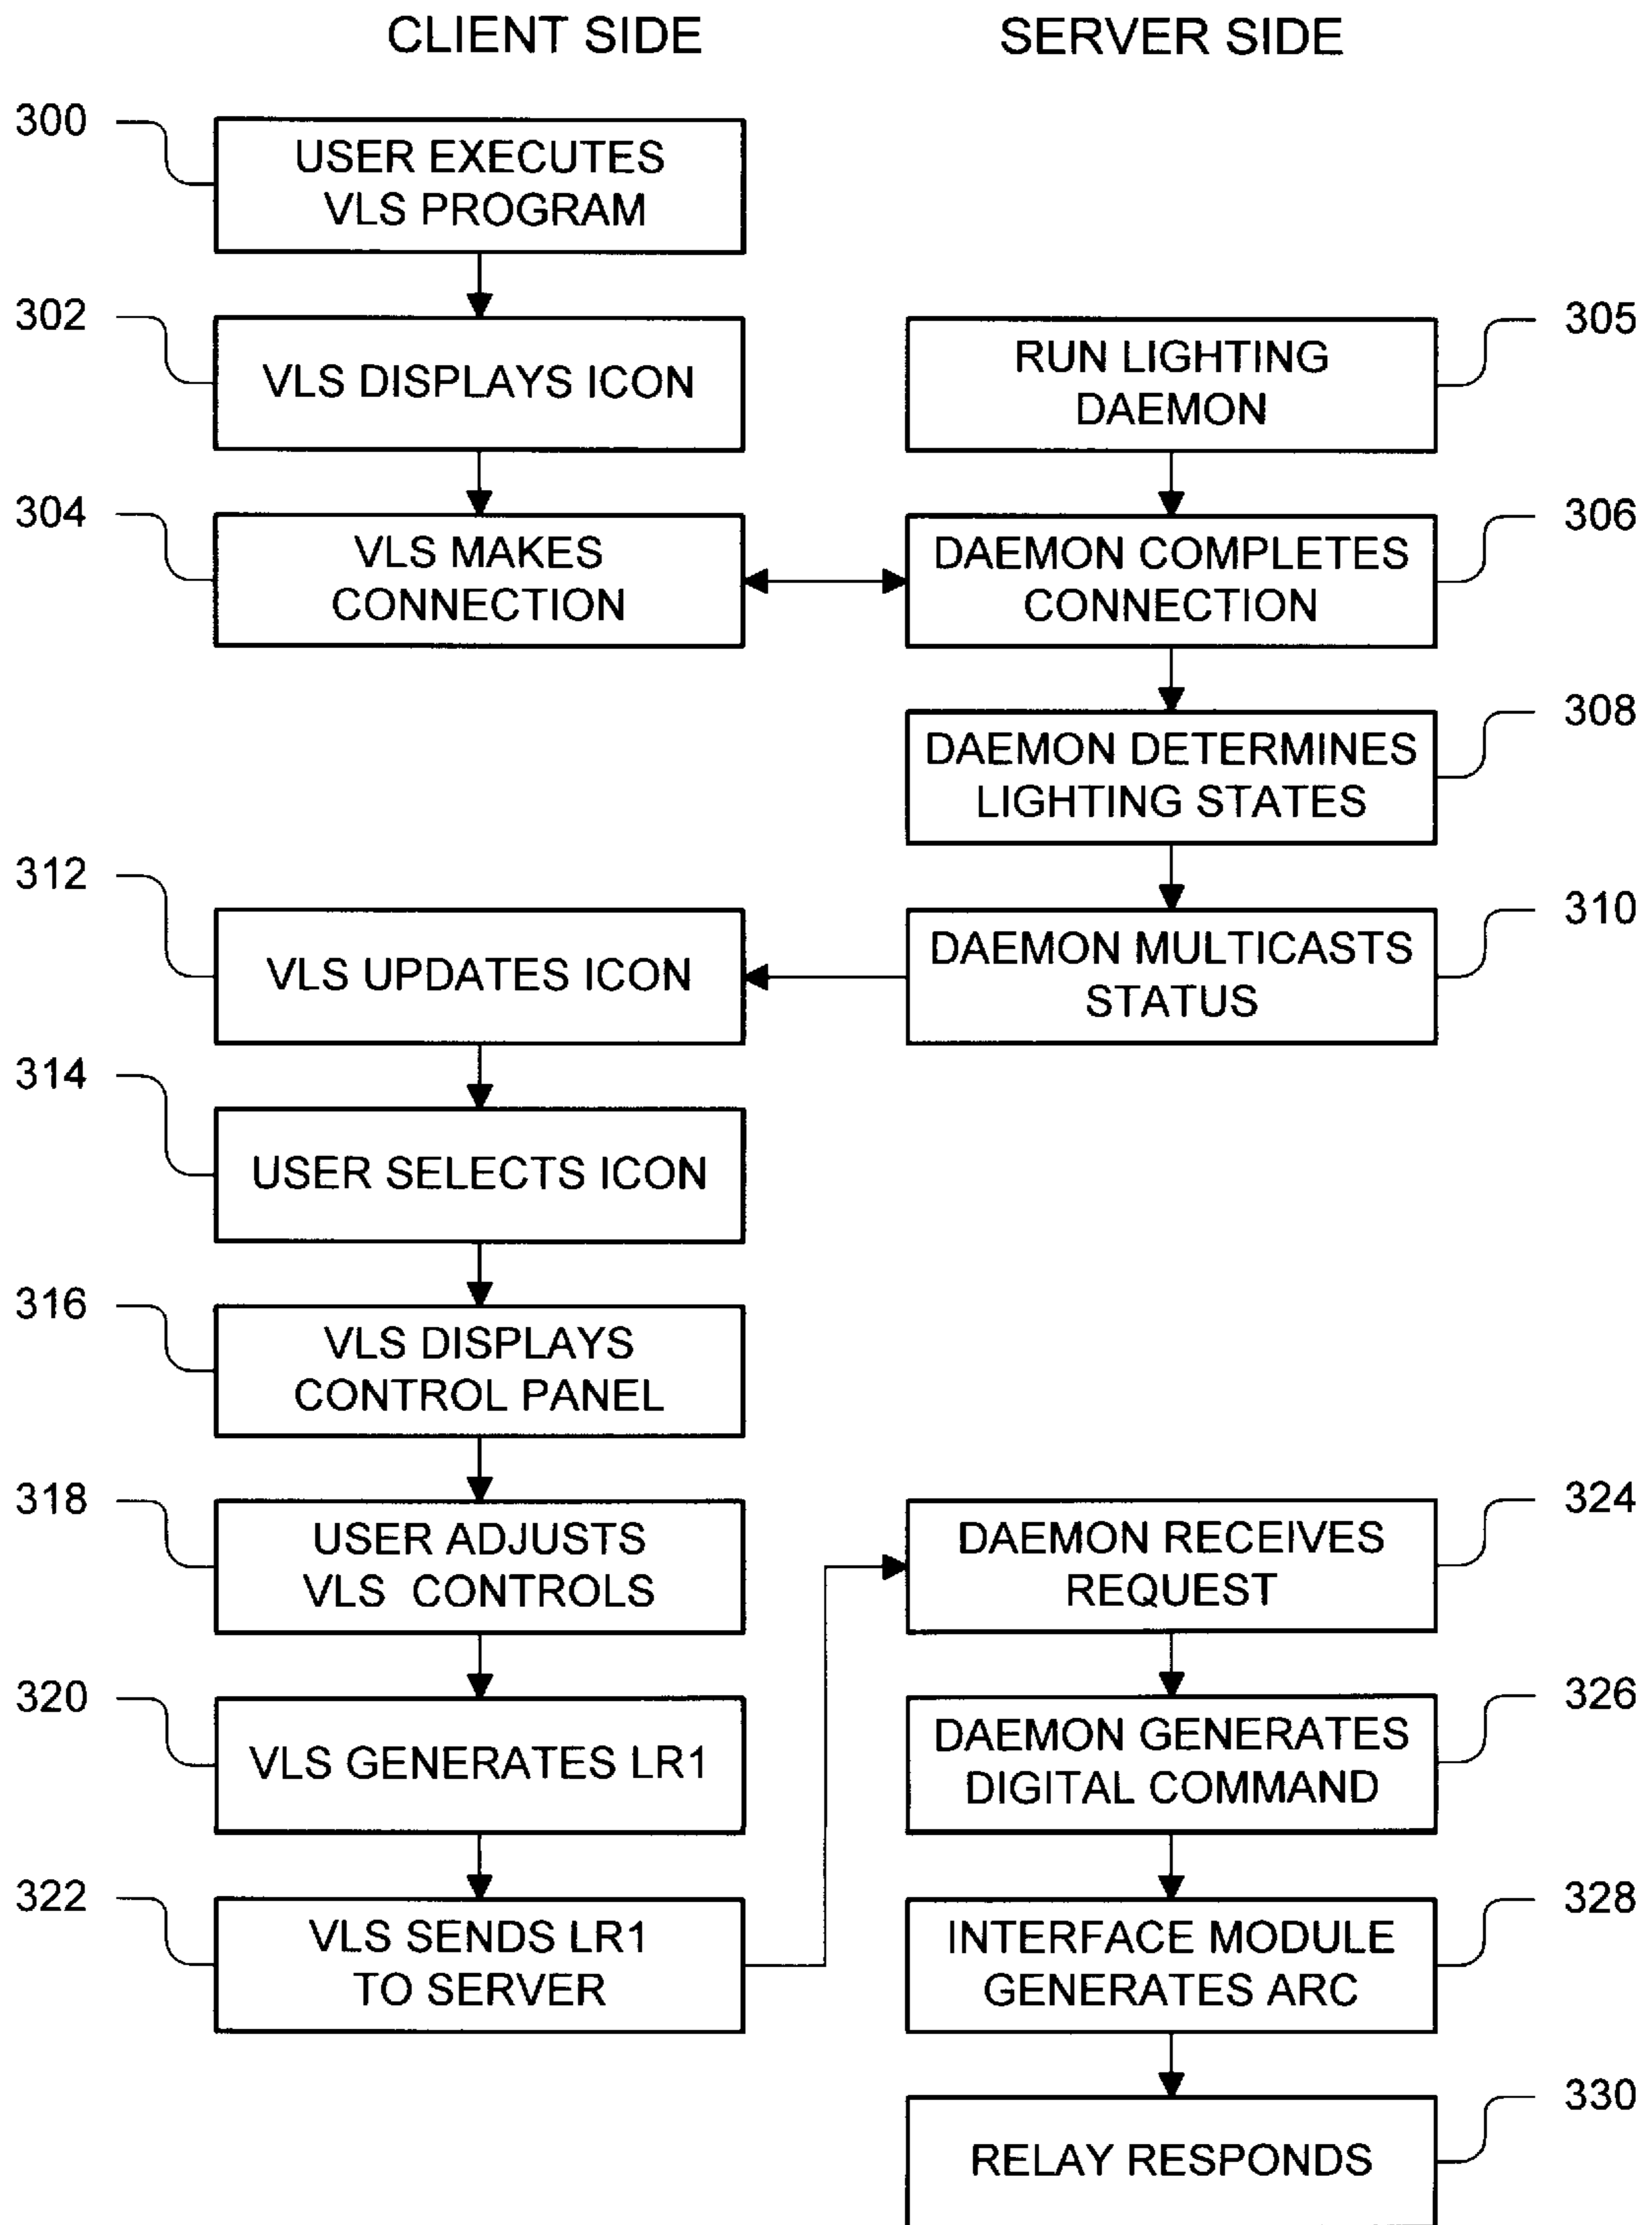 CLIENT SIDE
SERVER SIDE
300
USER EXECUTES
VLS PROGRAM
302
VLS DISPLAYS ICON
305
RUN LIGHTING
DAEMON
304
VLS MAKES
CONNECTION
306
DAEMON COMPLETES
CONNECTION
308
DAEMON DETERMINES
LIGHTING STATES
312
VLS UPDATES ICON
310
DAEMON MULTICASTS
STATUS
314
USER SELECTS ICON
316
VLS DISPLAYS
CONTROL PANEL
318
USER ADJUSTS
VLS CONTROLS
324
DAEMON RECEIVES
REQUEST
320
VLS GENERATES LR1
326
DAEMON GENERATES
DIGITAL COMMAND
322
VLS SENDS LR1
TO SERVER
328
INTERFACE MODULE
GENERATES ARC
330
RELAY RESPONDS